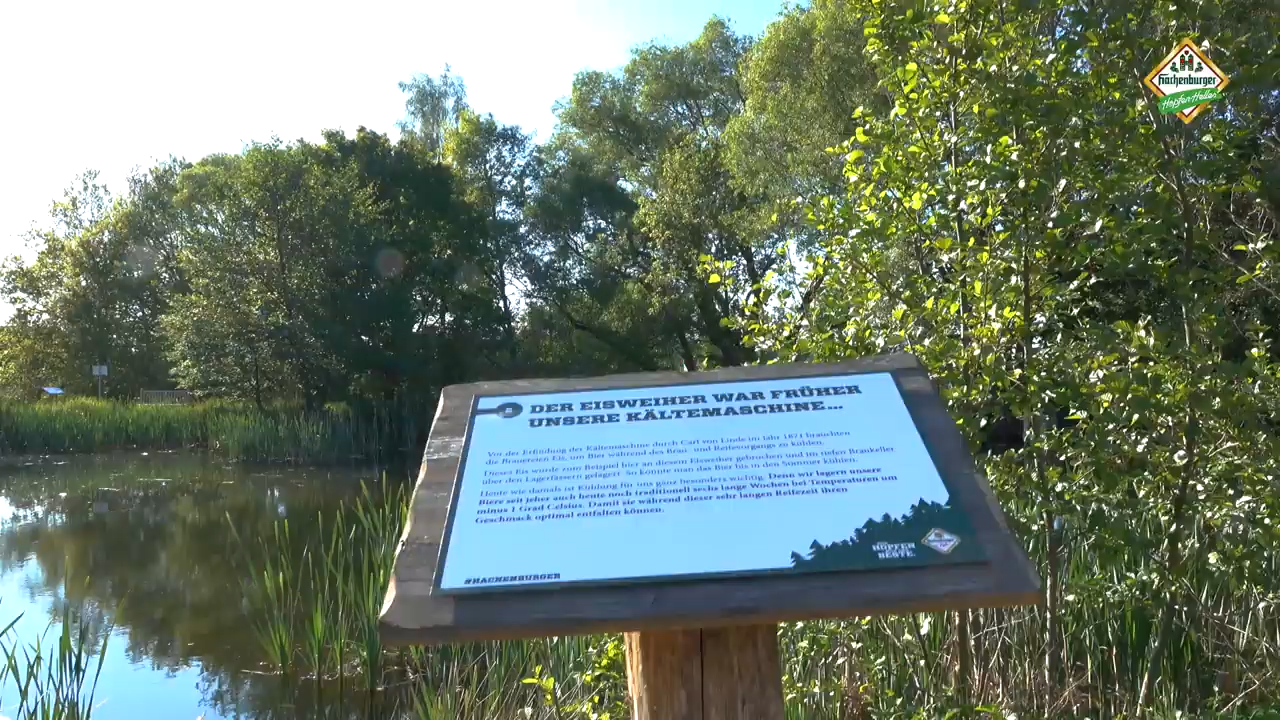 Hachenburger
Hopfen Helles
DER EISWEIHER WAR FRÜHER
UNSERE KÄLTEMASCHINE...
Vor der Erfindung der Kältemaschine durch Carl von Linde im Jahr 1871 brauchten
die Brauereien Eis, um Bier während des Brau- und Reifevorgangs zu kühlen.
Dieses Eis wurde zum Beispiel hier an diesem Eisweiher gebrochen und im tiefen Braukeller
über den Lagerfässern gelagert. So konnte man das Bier bis in den Sommer kühlen.
Heute wie damals ist Kühlung für uns ganz besonders wichtig. Denn wir lagern unsere
Biere seit jeher auch heute noch traditionell sechs lange Wochen bei Temperaturen um
minus 1 Grad Celsius. Damit sie während dieser sehr langen Reifezeit ihren
Geschmack optimal entfalten können.
HOPFEN
BESTE
#HACHENBURGER